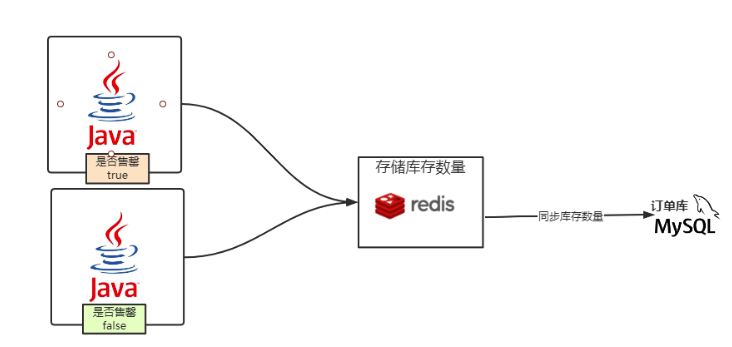 Java
是否售罄
true
存储库存数量
redis
同步库存数量
订单库
MySQL
Java
是否售罄
false